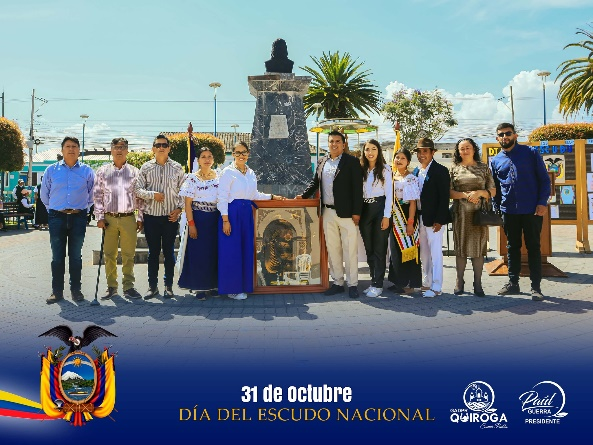 31 de Octubre
DÍA DEL ESCUDO NACIONAL
QUIROGA
Paúl
GUERRA
PRESIDENTE